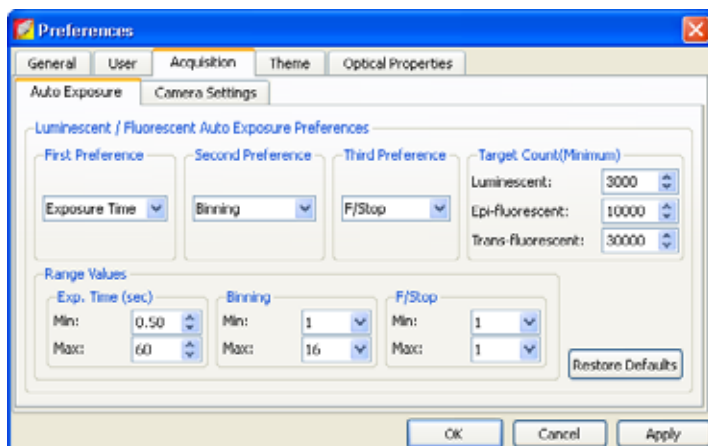 Preferences
General User Acquisition Theme Optical Properties
Auto Exposure Camera Settings
Luminescent / Fluorescent Auto Exposure Preferences
First Preference Second Preference Third Preference Target Count(Minimum)
Luminescent: 3000
Exposure Time Binning F/Stop Epi-fluorescent: 10000
Trans-fluorescent: 30000
Range Values
Exp. Time (sec) Binning F/Stop
Min: 0.50 Min: 1 Min: 1
Max: 60 Max: 16 Max: 1
Restore Defaults
OK Cancel Apply